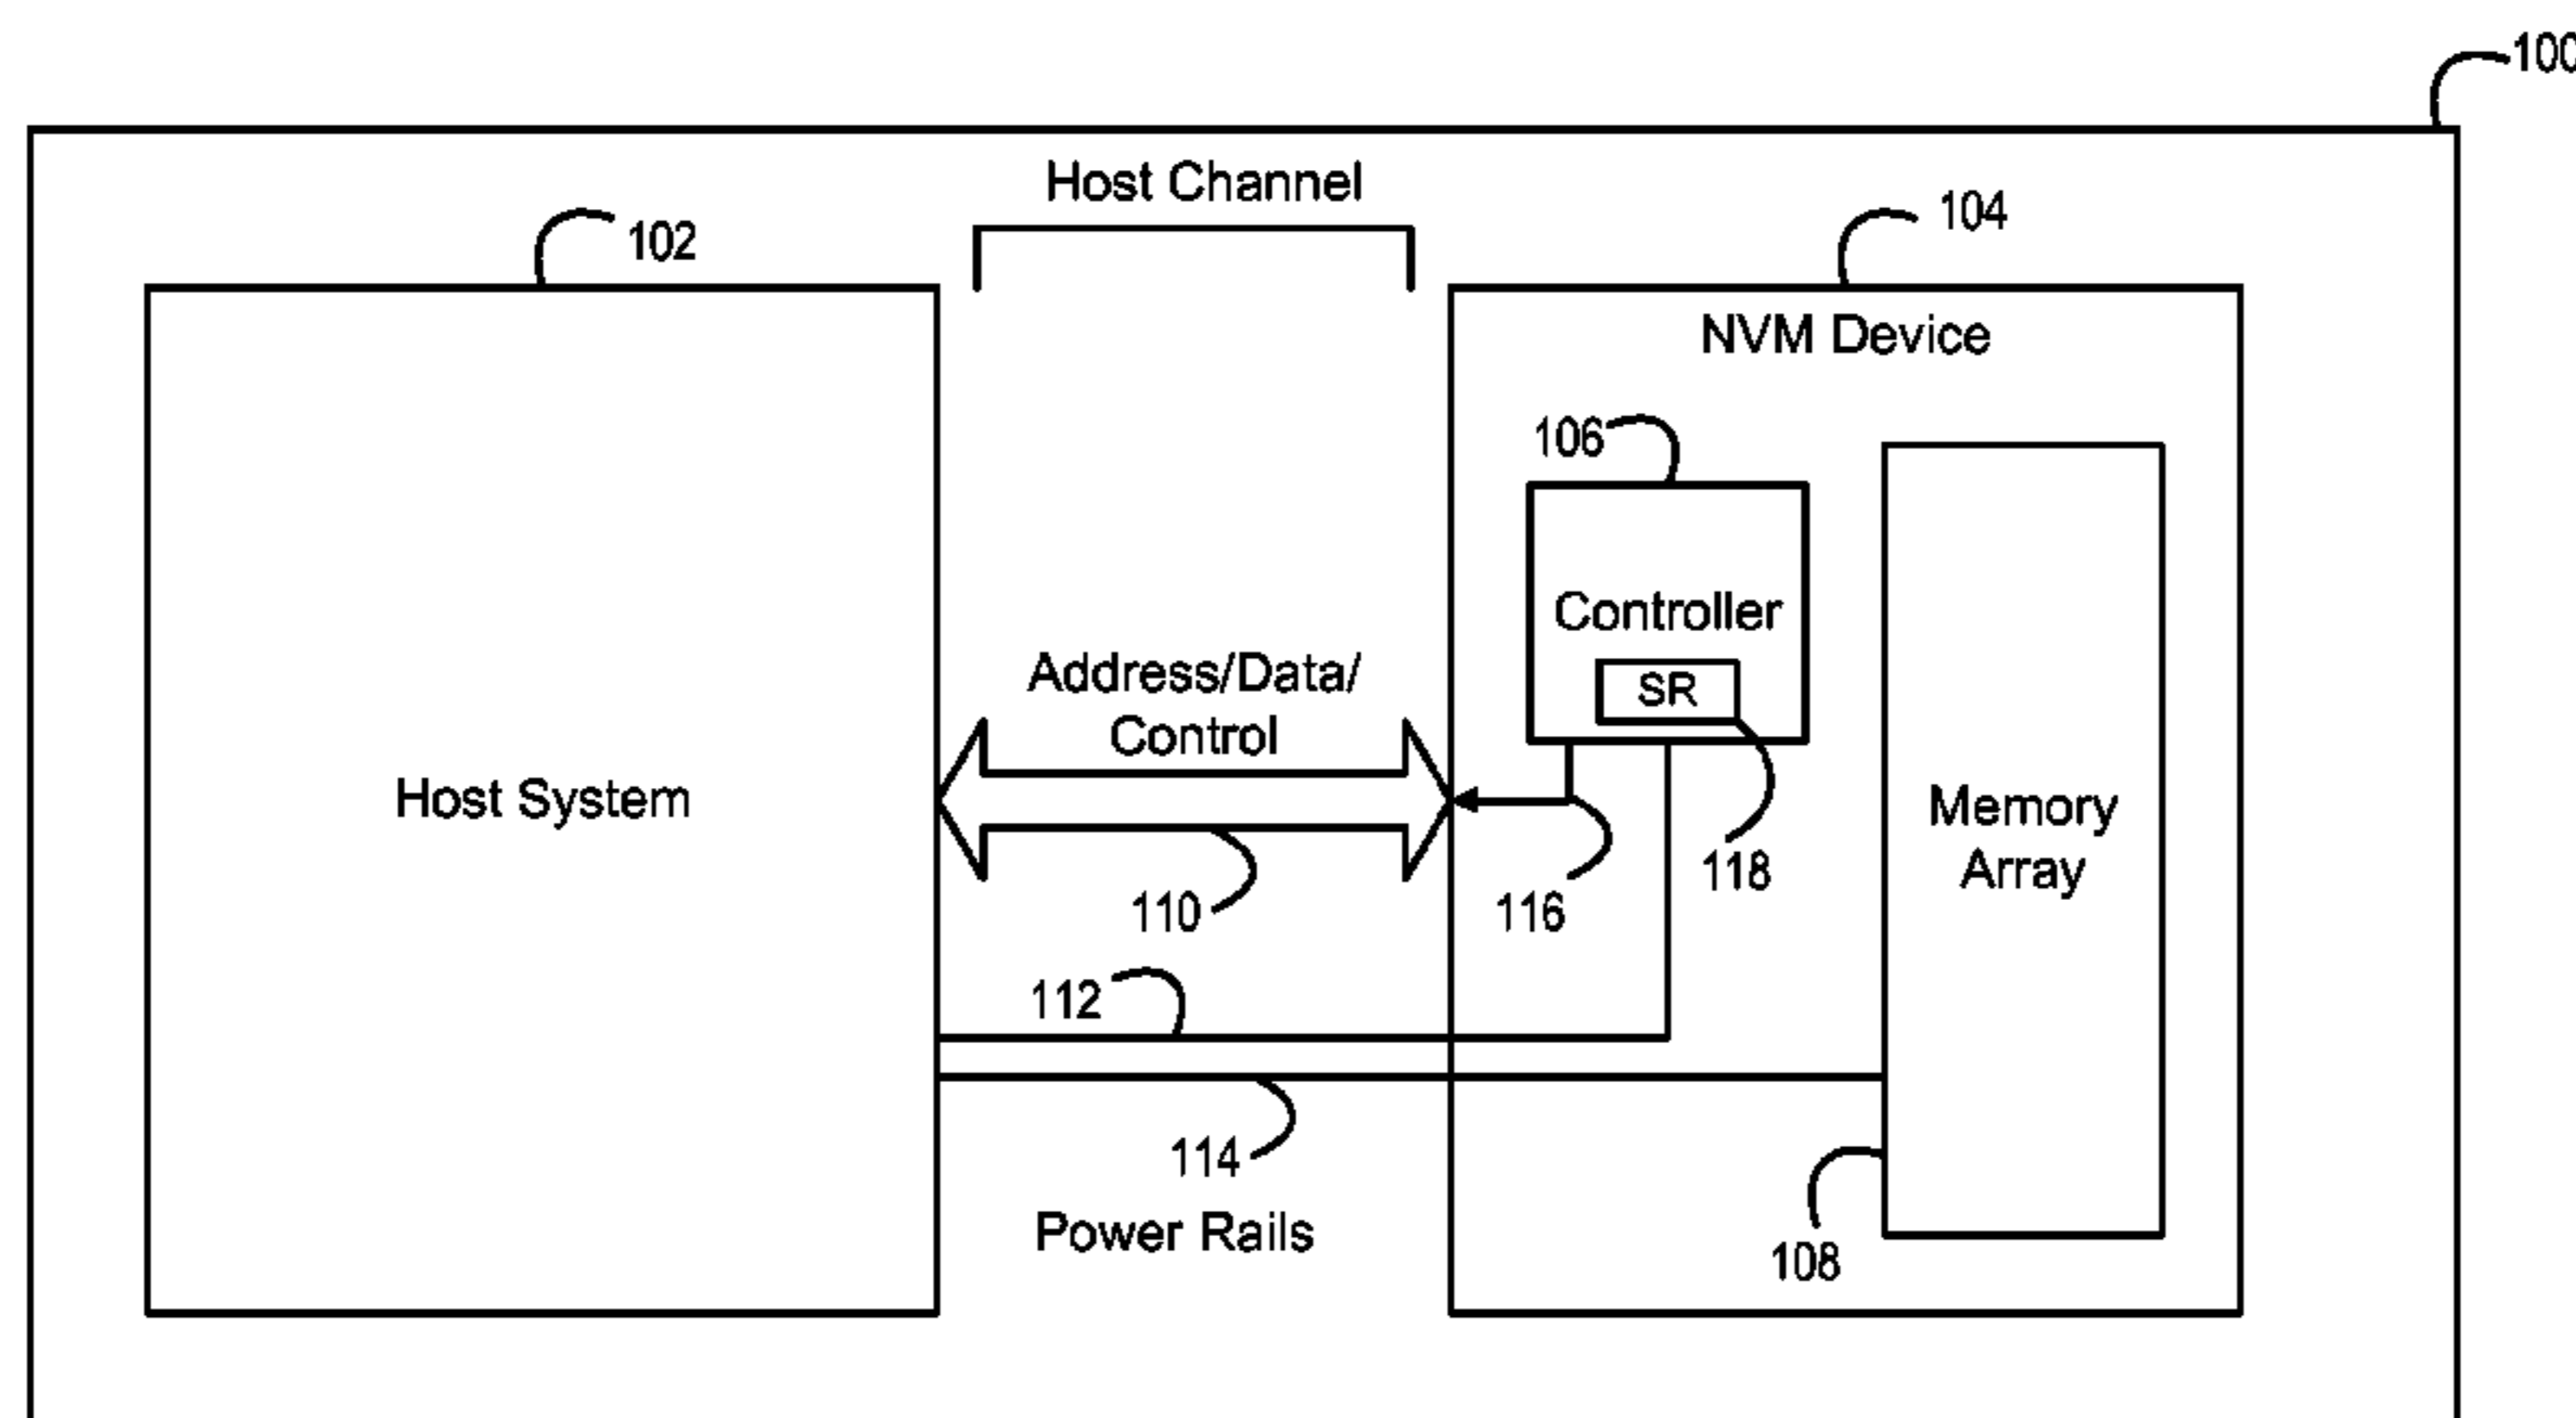 100
Host Channel
102
104
NVM Device
106
Controller
SR
Address/Data/
Control
Host System
Memory
Array
118
116
110
112
114
Power Rails
108